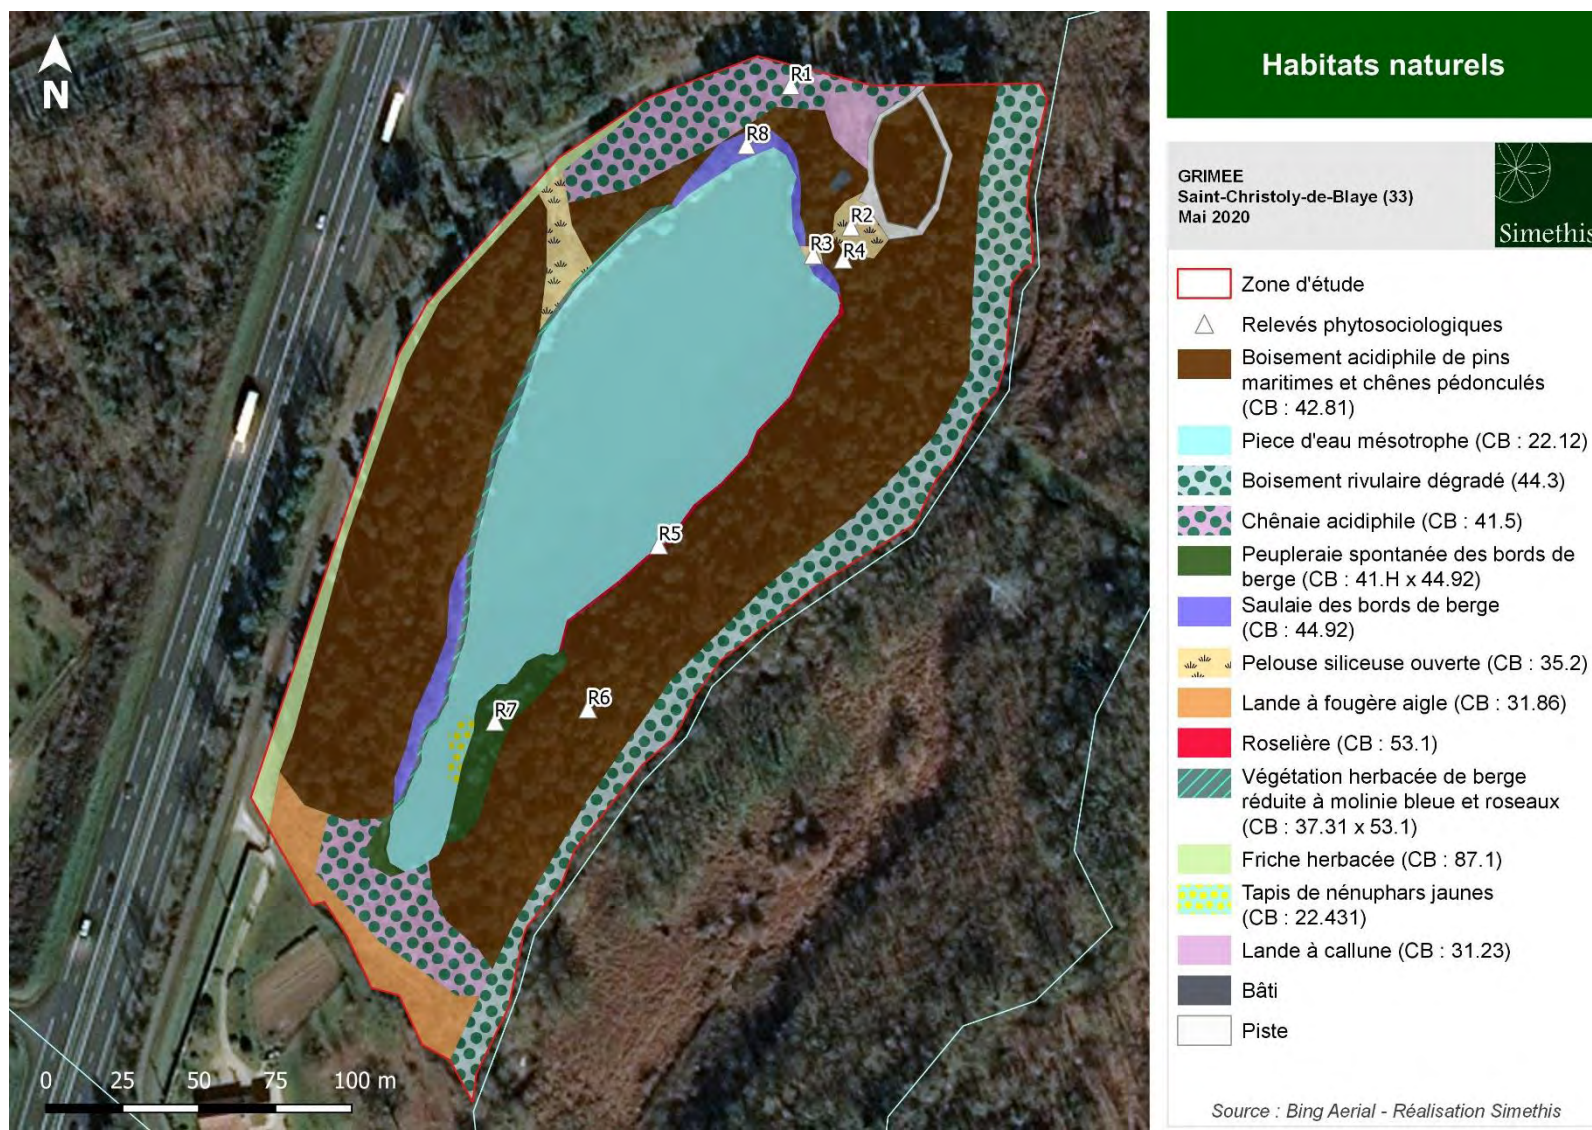 N
R1
R8
R2
R3
R4
R5
R6
R7
0 25 50 75 100 m
Habitats naturels
GRIMEE
Saint-Christoly-de-Blaye (33)
Mai 2020
Simethis
Zone d'étude
Relevés phytosociologiques
Boisement acidiphile de pins
maritimes et chênes pédonculés
(CB : 42.81)
Piece d'eau mésotrophe (CB : 22.12)
Boisement rivulaire dégradé (44.3)
Chênaie acidiphile (CB : 41.5)
Peupleraie spontanée des bords de
berge (CB : 41.H x 44.92)
Saulaie des bords de berge
(CB : 44.92)
Pelouse siliceuse ouverte (CB : 35.2)
Lande à fougère aigle (CB : 31.86)
Roselière (CB : 53.1)
Végétation herbacée de berge
réduite à molinie bleue et roseaux
(CB : 37.31 x 53.1)
Friche herbacée (CB : 87.1)
Tapis de nénuphars jaunes
(CB : 22.431)
Lande à callune (CB : 31.23)
Bâti
Piste
Source : Bing Aerial - Réalisation Simethis